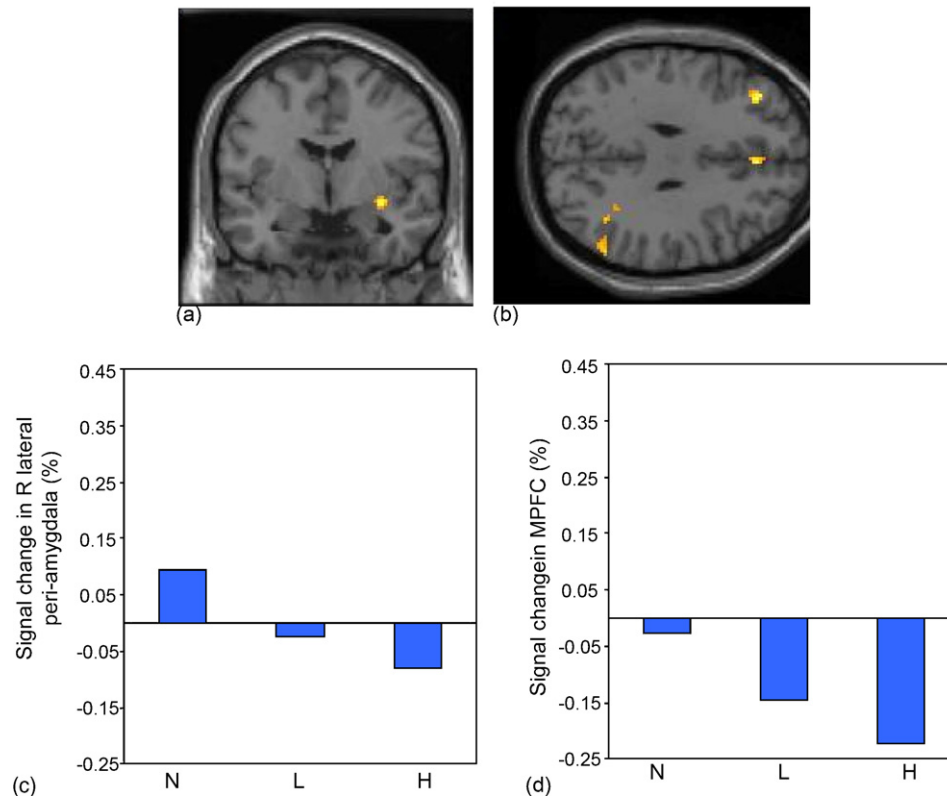 (a)
(b)
Signal change in R lateral
peri-amygdala (%)
0.45
0.35
0.25
0.15
0.05
-0.05
-0.15
-0.25
N L H
(c)
Signal changein MPFC (%)
0.45
0.35
0.25
0.15
0.05
-0.05
-0.15
-0.25
N L H
(d)